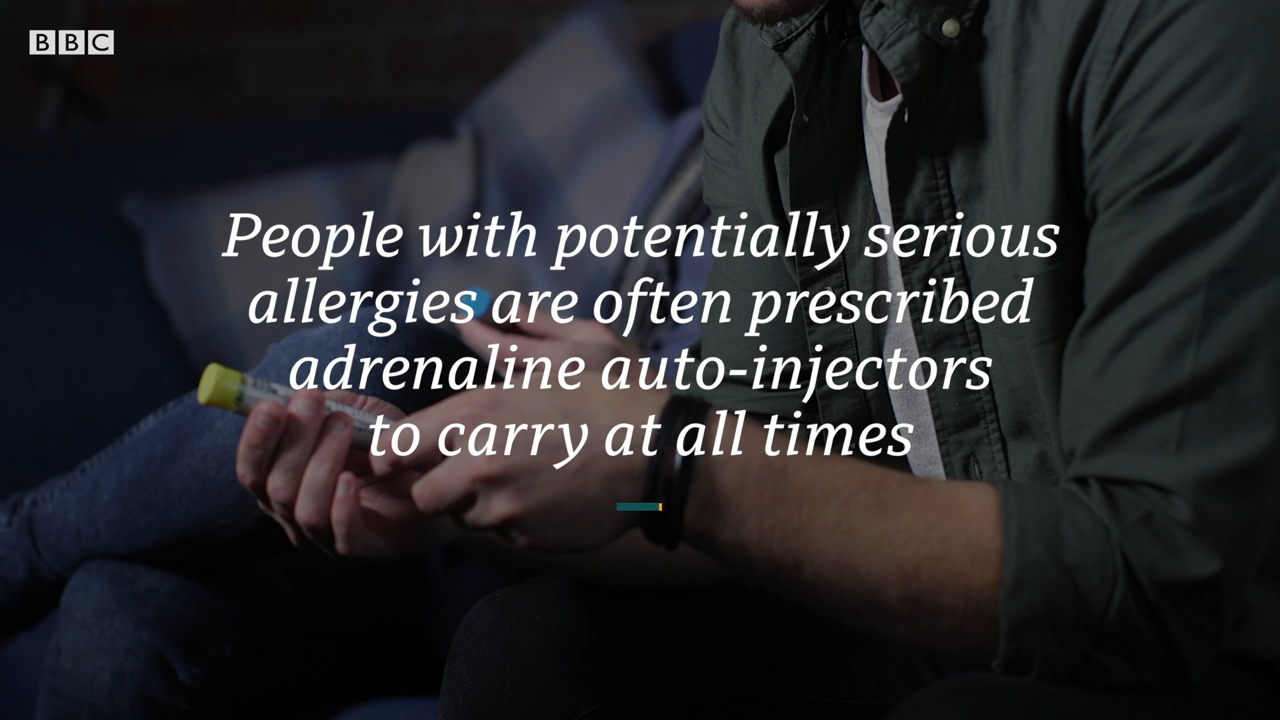 BBC
People with potentially serious
allergies are often prescribed
adrenaline auto-injectors
to carry at all times